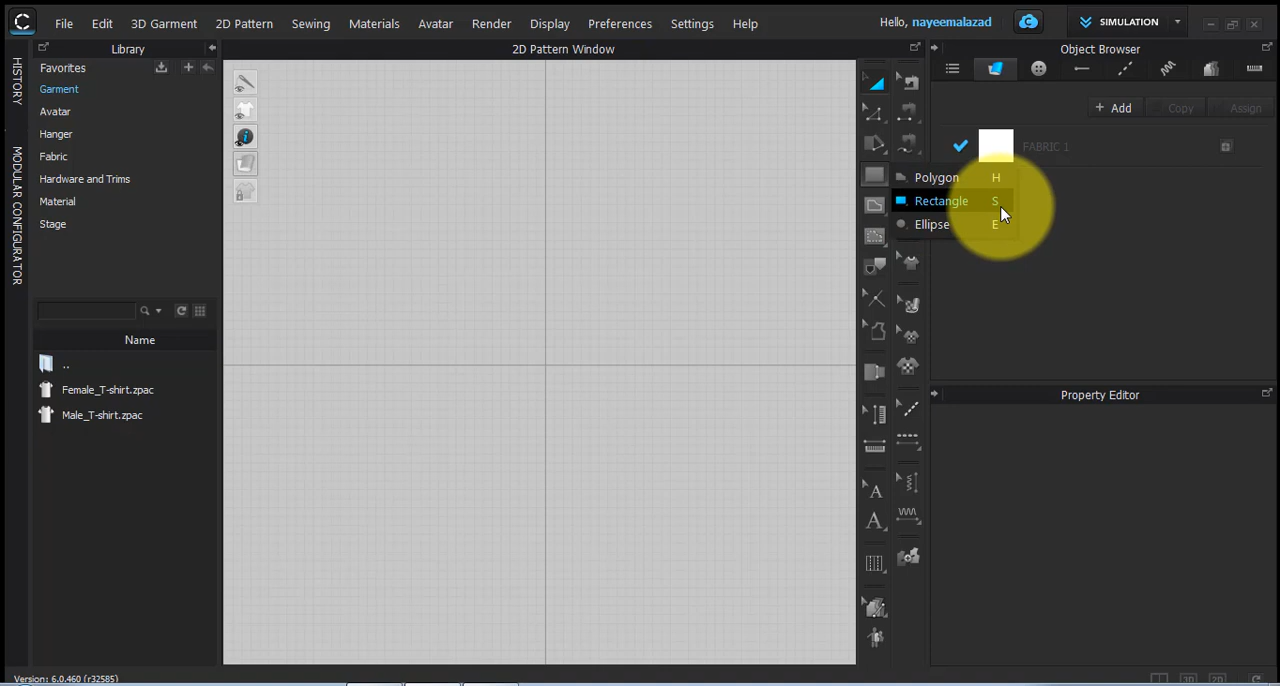 File Edit 3D Garment 2D Pattern Sewing Materials Avatar Render Display Preferences Settings Help Hello, nayeemalazad SIMULATION
Library 2D Pattern Window Object Browser
HISTORY
MODULAR CONFIGURATOR
Favorites
Garment
Avatar
Hanger
Fabric
Hardware and Trims
Material
Stage
Name
..
Female_T-shirt.zpac
Male_T-shirt.zpac
+ Add Copy Assign
FABRIC 1
Polygon H
Rectangle S
Ellipse E
Property Editor
A
A
Version: 6.0.460 (r32585)
3D 2D